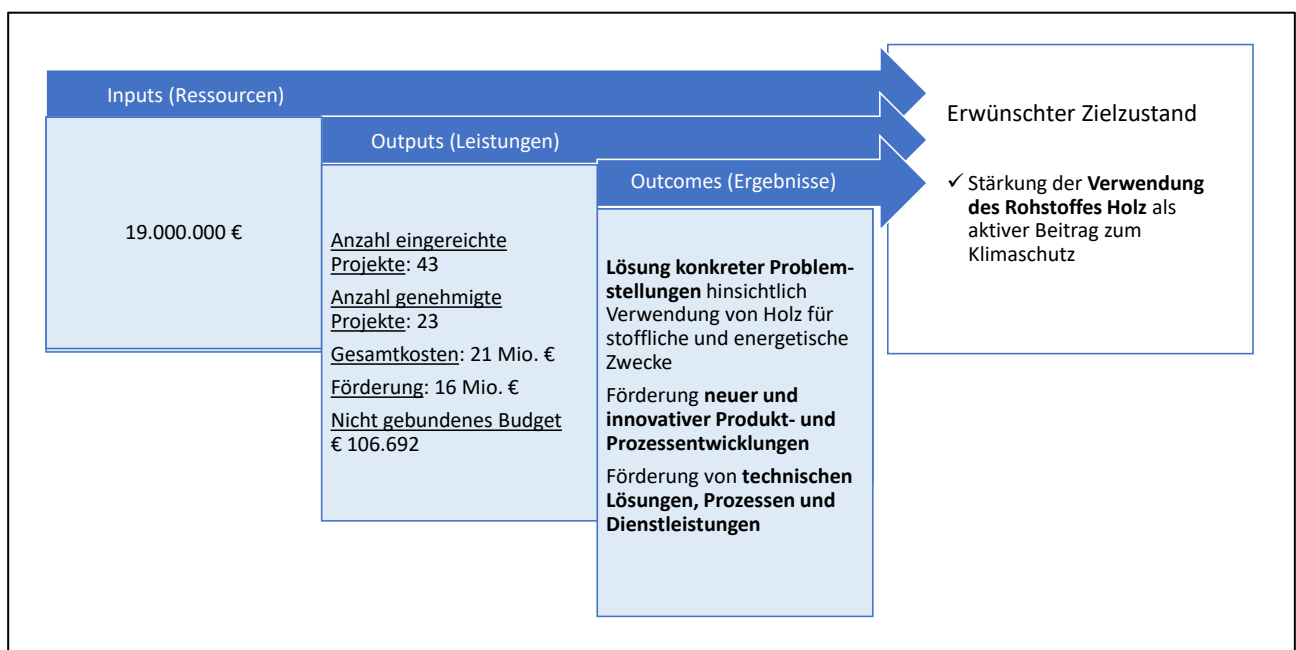 Inputs (Ressourcen)
19.000.000 €
Outputs (Leistungen)
Anzahl eingereichte
Projekte: 43
Anzahl genehmigte
Projekte: 23
Gesamtkosten: 21 Mio. €
Förderung: 16 Mio. €
Nicht gebundenes Budget
€ 106.692
Outcomes (Ergebnisse)
Lösung konkreter Problem-
stellungen hinsichtlich
Verwendung von Holz für
stoffliche und energetische
Zwecke
Förderung neuer und
innovativer Produkt- und
Prozessentwicklungen
Förderung von technischen
Lösungen, Prozessen und
Dienstleistungen
Erwünschter Zielzustand
✓ Stärkung der Verwendung
des Rohstoffes Holz als
aktiver Beitrag zum
Klimaschutz